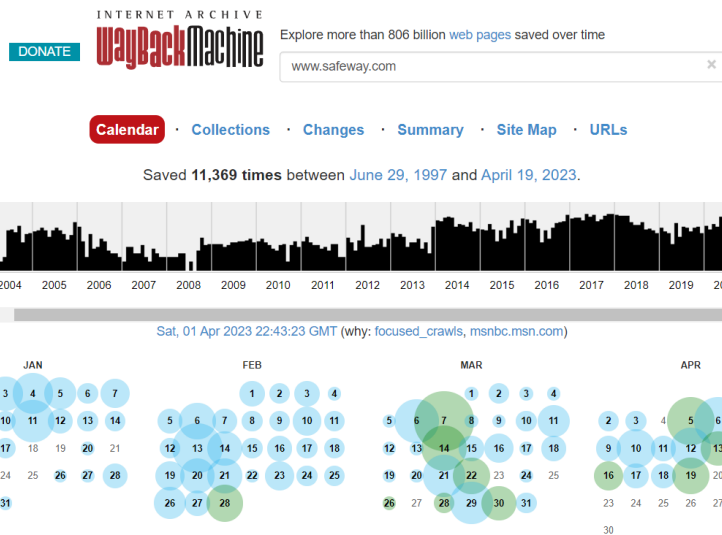 INTERNET ARCHIVE
DONATE
WayBackMachine
Explore more than 806 billion web pages saved over time
www.safeway.com ×
Calendar · Collections · Changes · Summary · Site Map · URLs
Saved 11,369 times between June 29, 1997 and April 19, 2023.
2004 2005 2006 2007 2008 2009 2010 2011 2012 2013 2014 2015 2016 2017 2018 2019
Sat, 01 Apr 2023 22:43:23 GMT (why: focused_crawls, msnbc.msn.com)
JAN FEB MAR APR
3 4 5 6 7 1 2 3 4 1 2 3 4
10 11 12 13 14 5 6 7 8 9 10 11 5 6 7 8 9 10 11 2 3 4 5 6
17 18 19 20 21 12 13 14 15 16 17 18 12 13 14 15 16 17 18 9 10 11 12 13
24 25 26 27 28 19 20 21 22 23 24 25 19 20 21 22 23 24 25 16 17 18 19 20
31 26 27 28 26 27 28 29 30 31 23 24 25 26 27
30